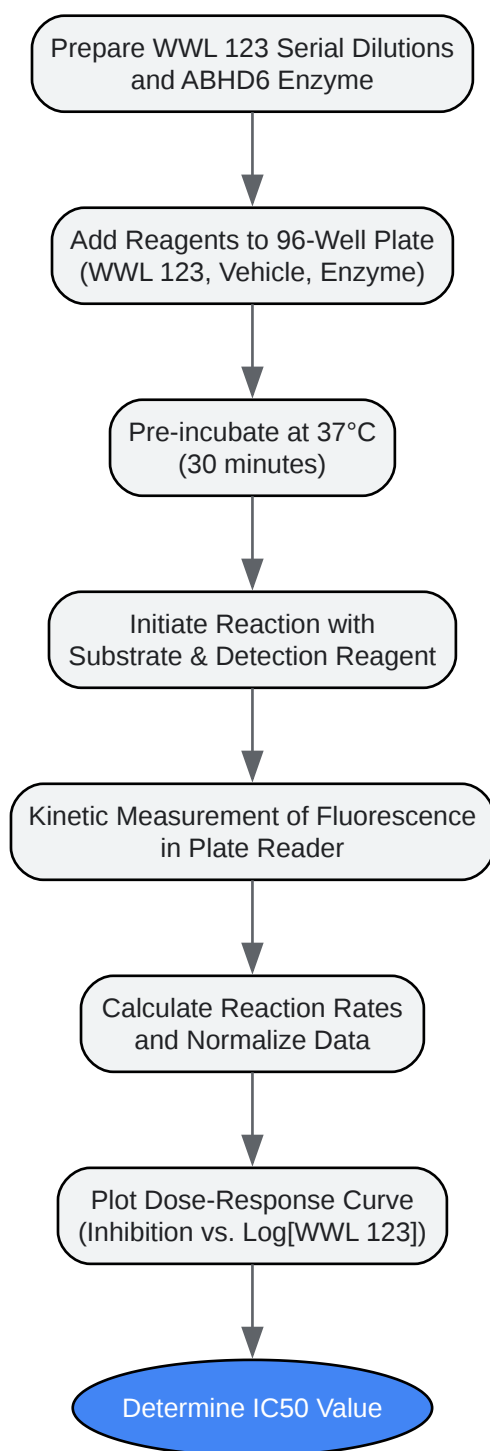 Prepare WWL 123 Serial Dilutions
and ABHD6 Enzyme
Add Reagents to 96-Well Plate
(WWL 123, Vehicle, Enzyme)
Pre-incubate at 37°C
(30 minutes)
Initiate Reaction with
Substrate & Detection Reagent
Kinetic Measurement of Fluorescence
in Plate Reader
Calculate Reaction Rates
and Normalize Data
Plot Dose-Response Curve
(Inhibition vs. Log[WWL 123])
Determine IC50 Value